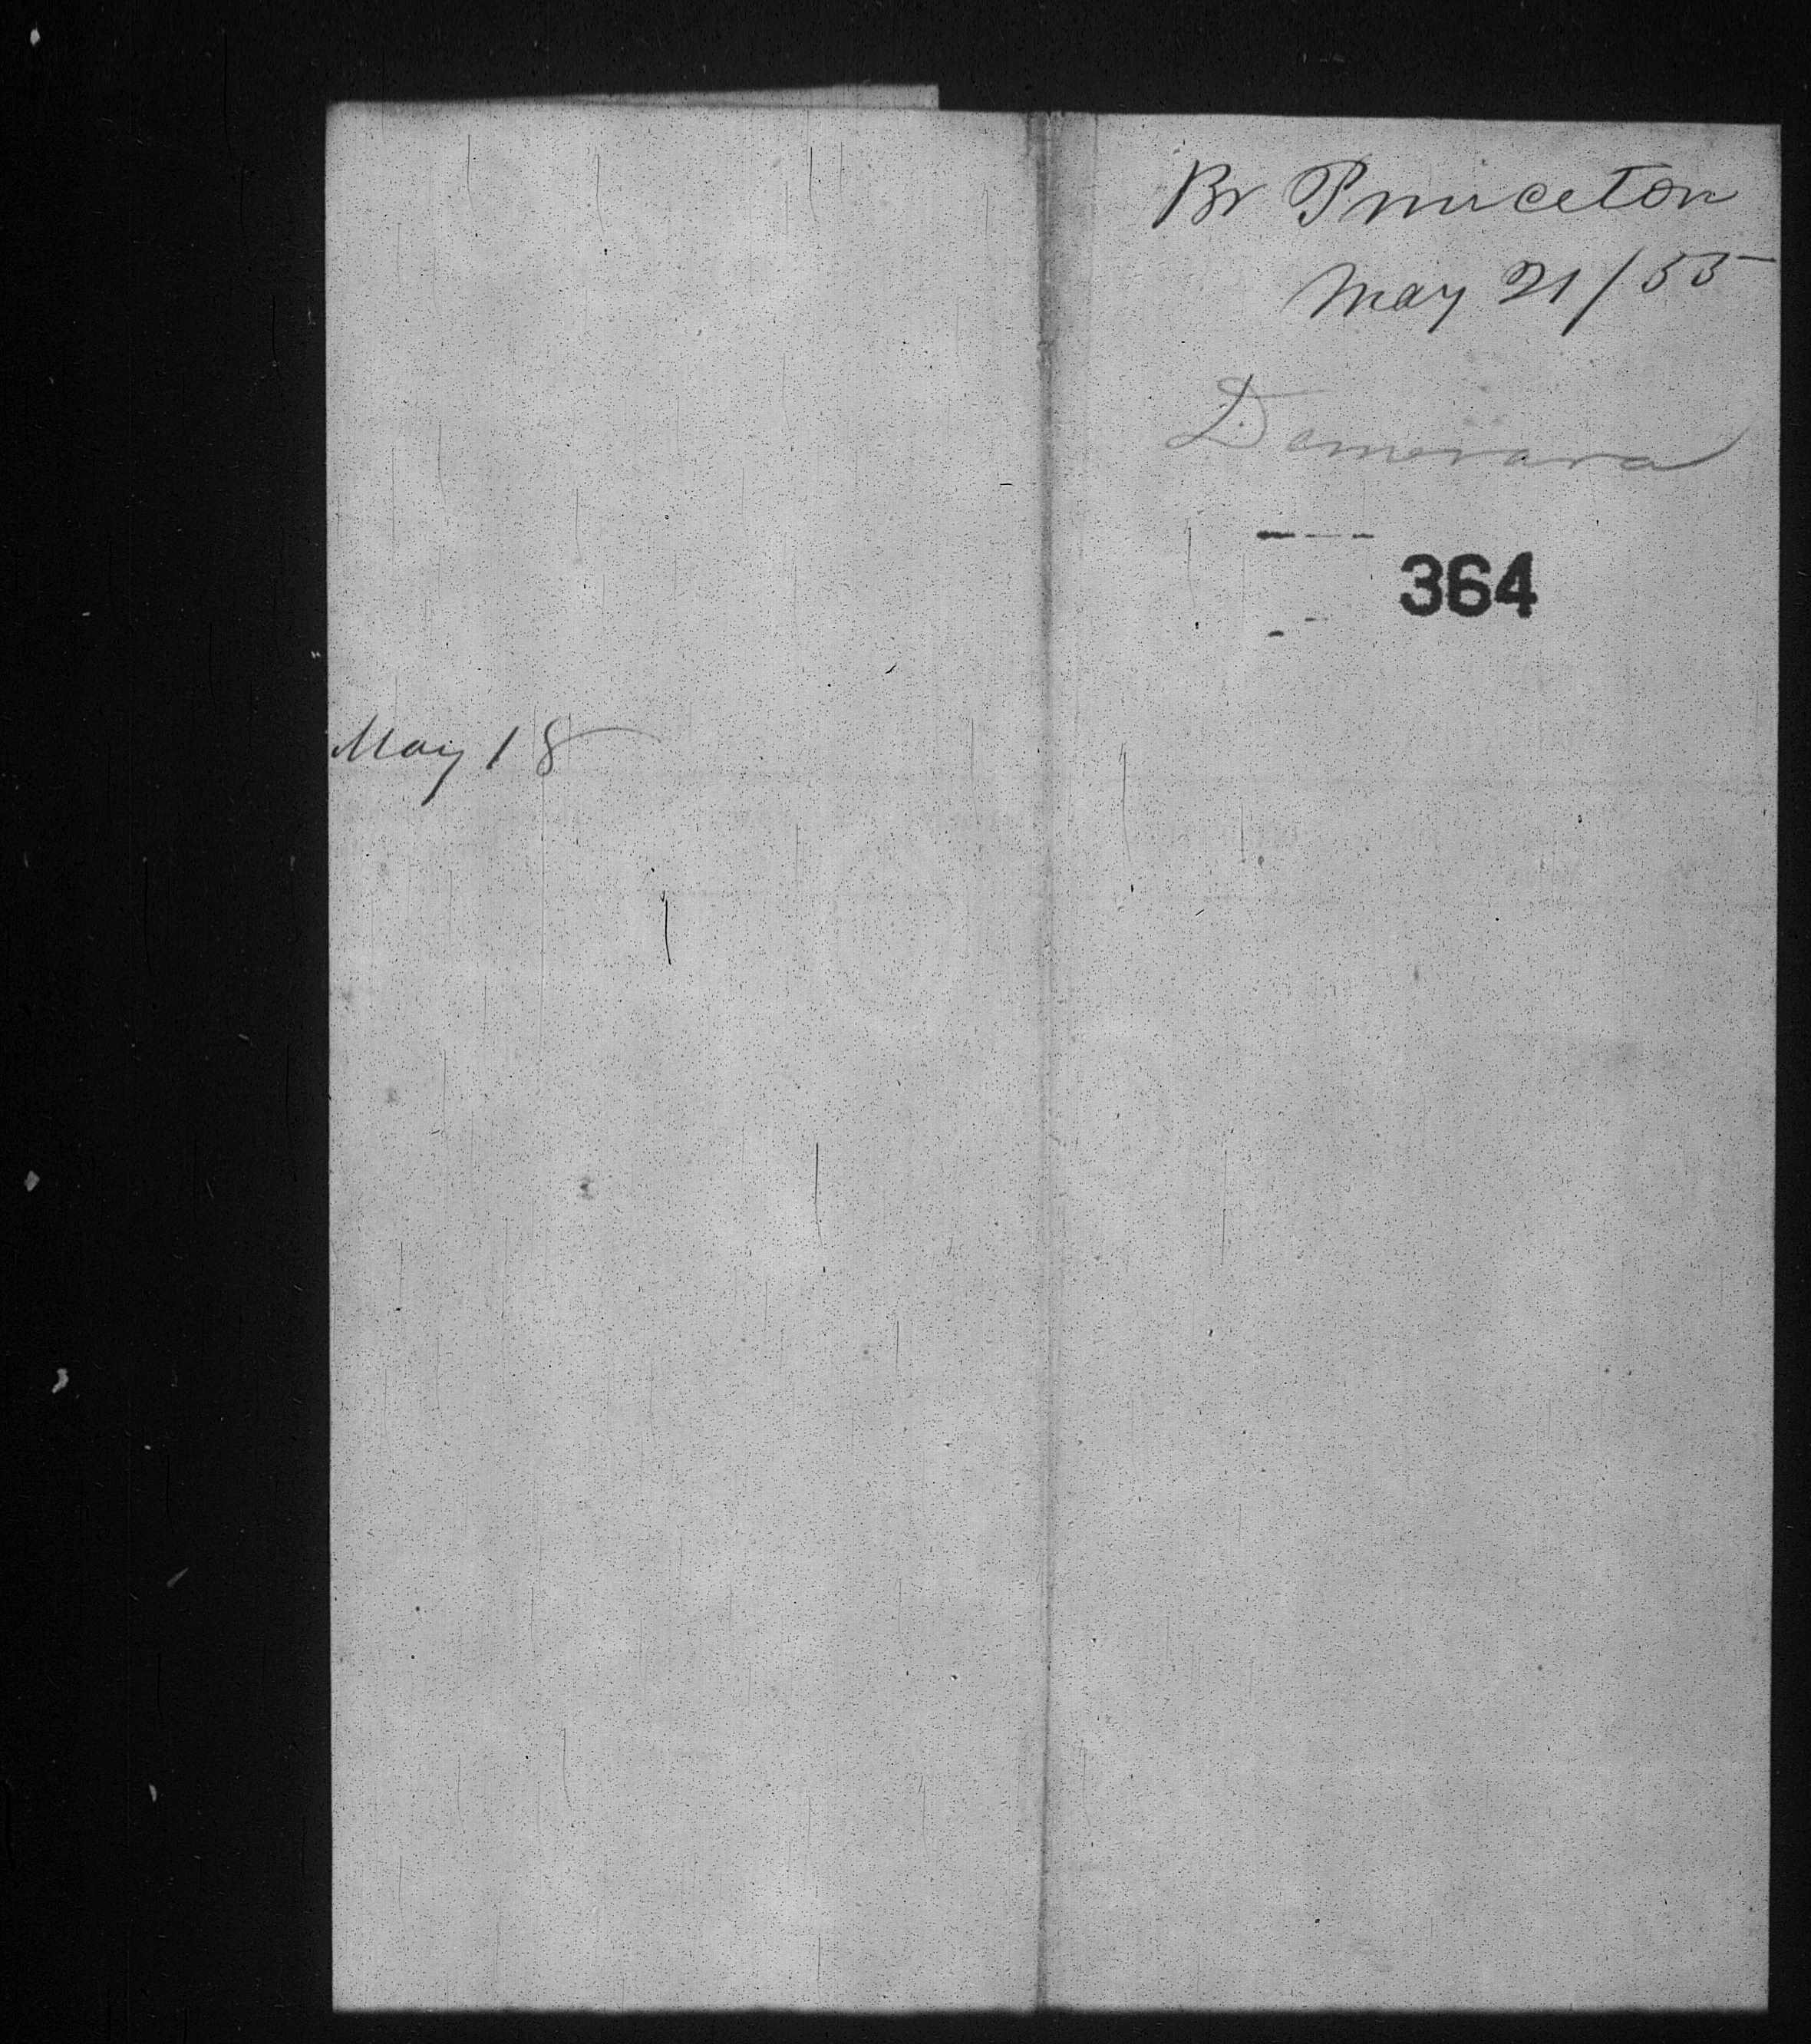 May 18
Br Princeton
May 21/55
Demerara
364